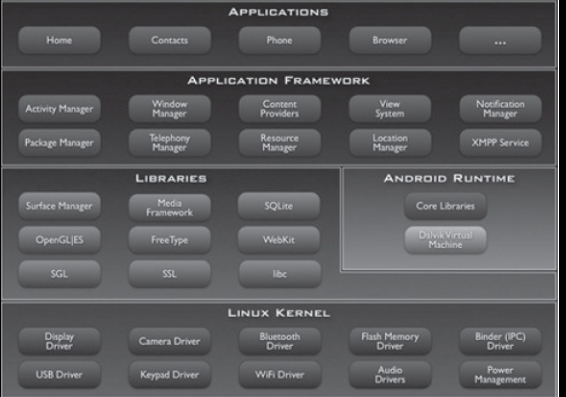 APPLICATIONS
Home
Contacts
Phone
Browser
...
APPLICATION FRAMEWORK
Activity Manager
Window
Manager
Content
Providers
View
System
Notification
Manager
Package Manager
Telephony
Manager
Resource
Manager
Location
Manager
XMPP Service
LIBRARIES
Surface Manager
Media
Framework
SQLite
OpenGL|ES
FreeType
WebKit
SGL
SSL
libc
ANDROID RUNTIME
Core Libraries
Dalvik Virtual
Machine
LINUX KERNEL
Display
Driver
Camera Driver
Bluetooth
Driver
Flash Memory
Driver
Binder (IPC)
Driver
USB Driver
Keypad Driver
WiFi Driver
Audio
Drivers
Power
Management